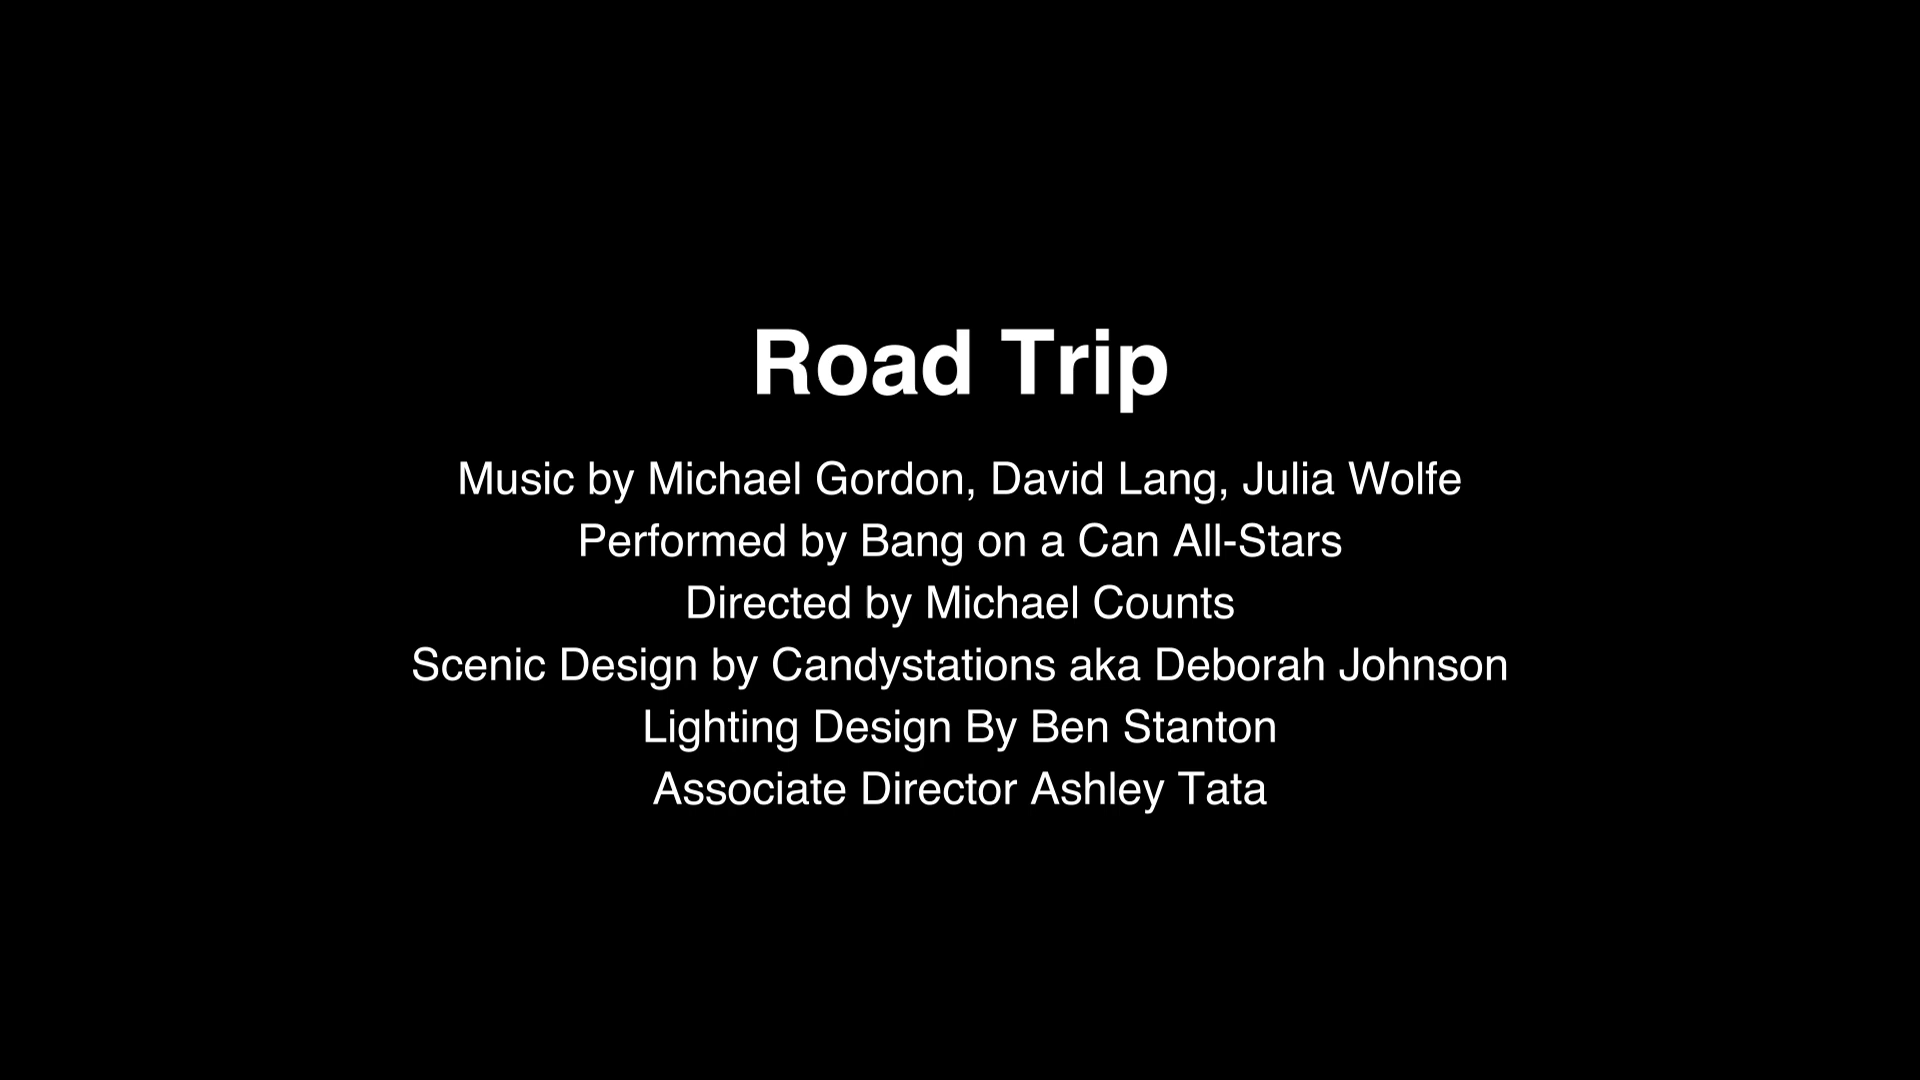 Road Trip
Music by Michael Gordon, David Lang, Julia Wolfe
Performed by Bang on a Can All-Stars
Directed by Michael Counts
Scenic Design by Candystations aka Deborah Johnson
Lighting Design By Ben Stanton
Associate Director Ashley Tata